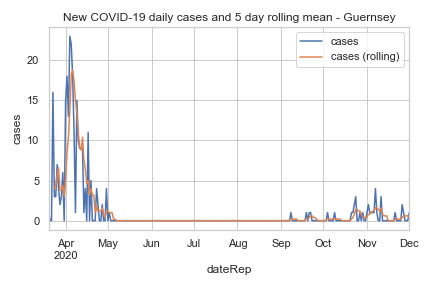 New COVID-19 daily cases and 5 day rolling mean - Guernsey
cases
cases (rolling)
20
15
10
5
0
cases
Apr May Jun Jul Aug Sep Oct Nov Dec
2020
dateRep